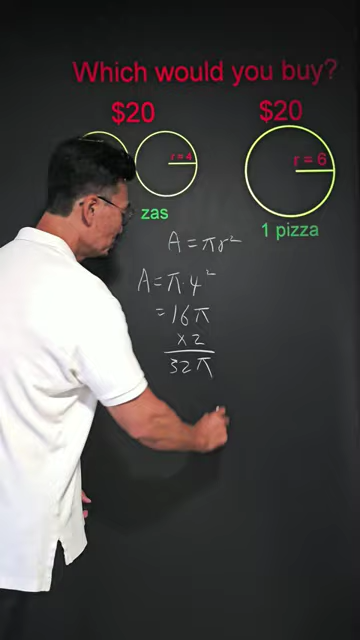 Which would you buy?
$20
$20
r = 4
r = 6
zas
1 pizza
A = πr²
A = π·4²
= 16π
× 2
32π